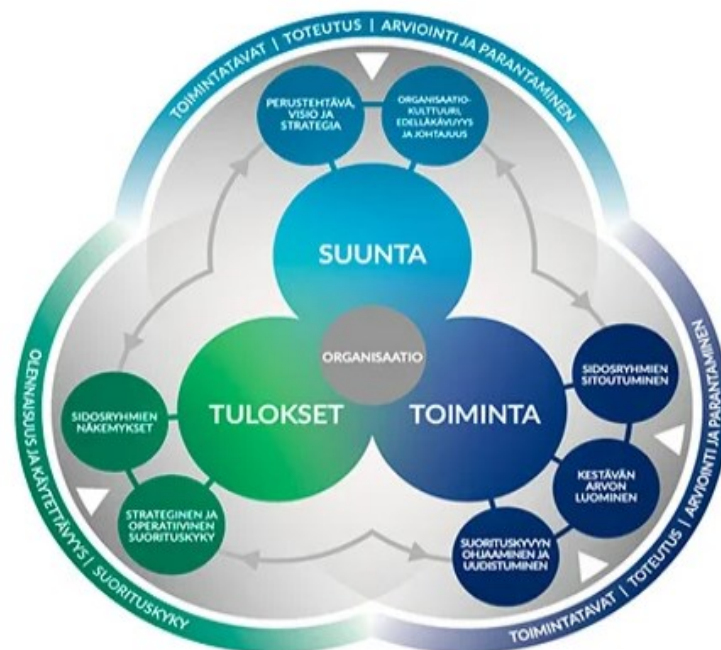 TOIMINTATAVAT | TOTEUTUS | ARVIOINTI JA PARANTAMINEN
PERUSTEHTÄVÄ,
VISIO JA
STRATEGIA
ORGANISAATIO-
KULTTUURI,
EDELLÄKÄVIJYYS
JA JOHTAJUUS
SUUNTA
ORGANISAATIO
TULOKSET
TOIMINTA
SIDOSRYHMIEN
NÄKEMYKSET
STRATEGINEN JA
OPERATIIVINEN
SUORITUSKYKY
SIDOSRYHMIEN
SITOUTUMINEN
KESTÄVÄN
ARVON
LUOMINEN
SUORITUSKYVYN
OHJAAMINEN JA
UUDISTUMINEN
OLENNAISUUS JA KÄYTETTÄVYYS | SUORITUSKYKY
TOIMINTATAVAT | TOTEUTUS | ARVIOINTI JA PARANTAMINEN